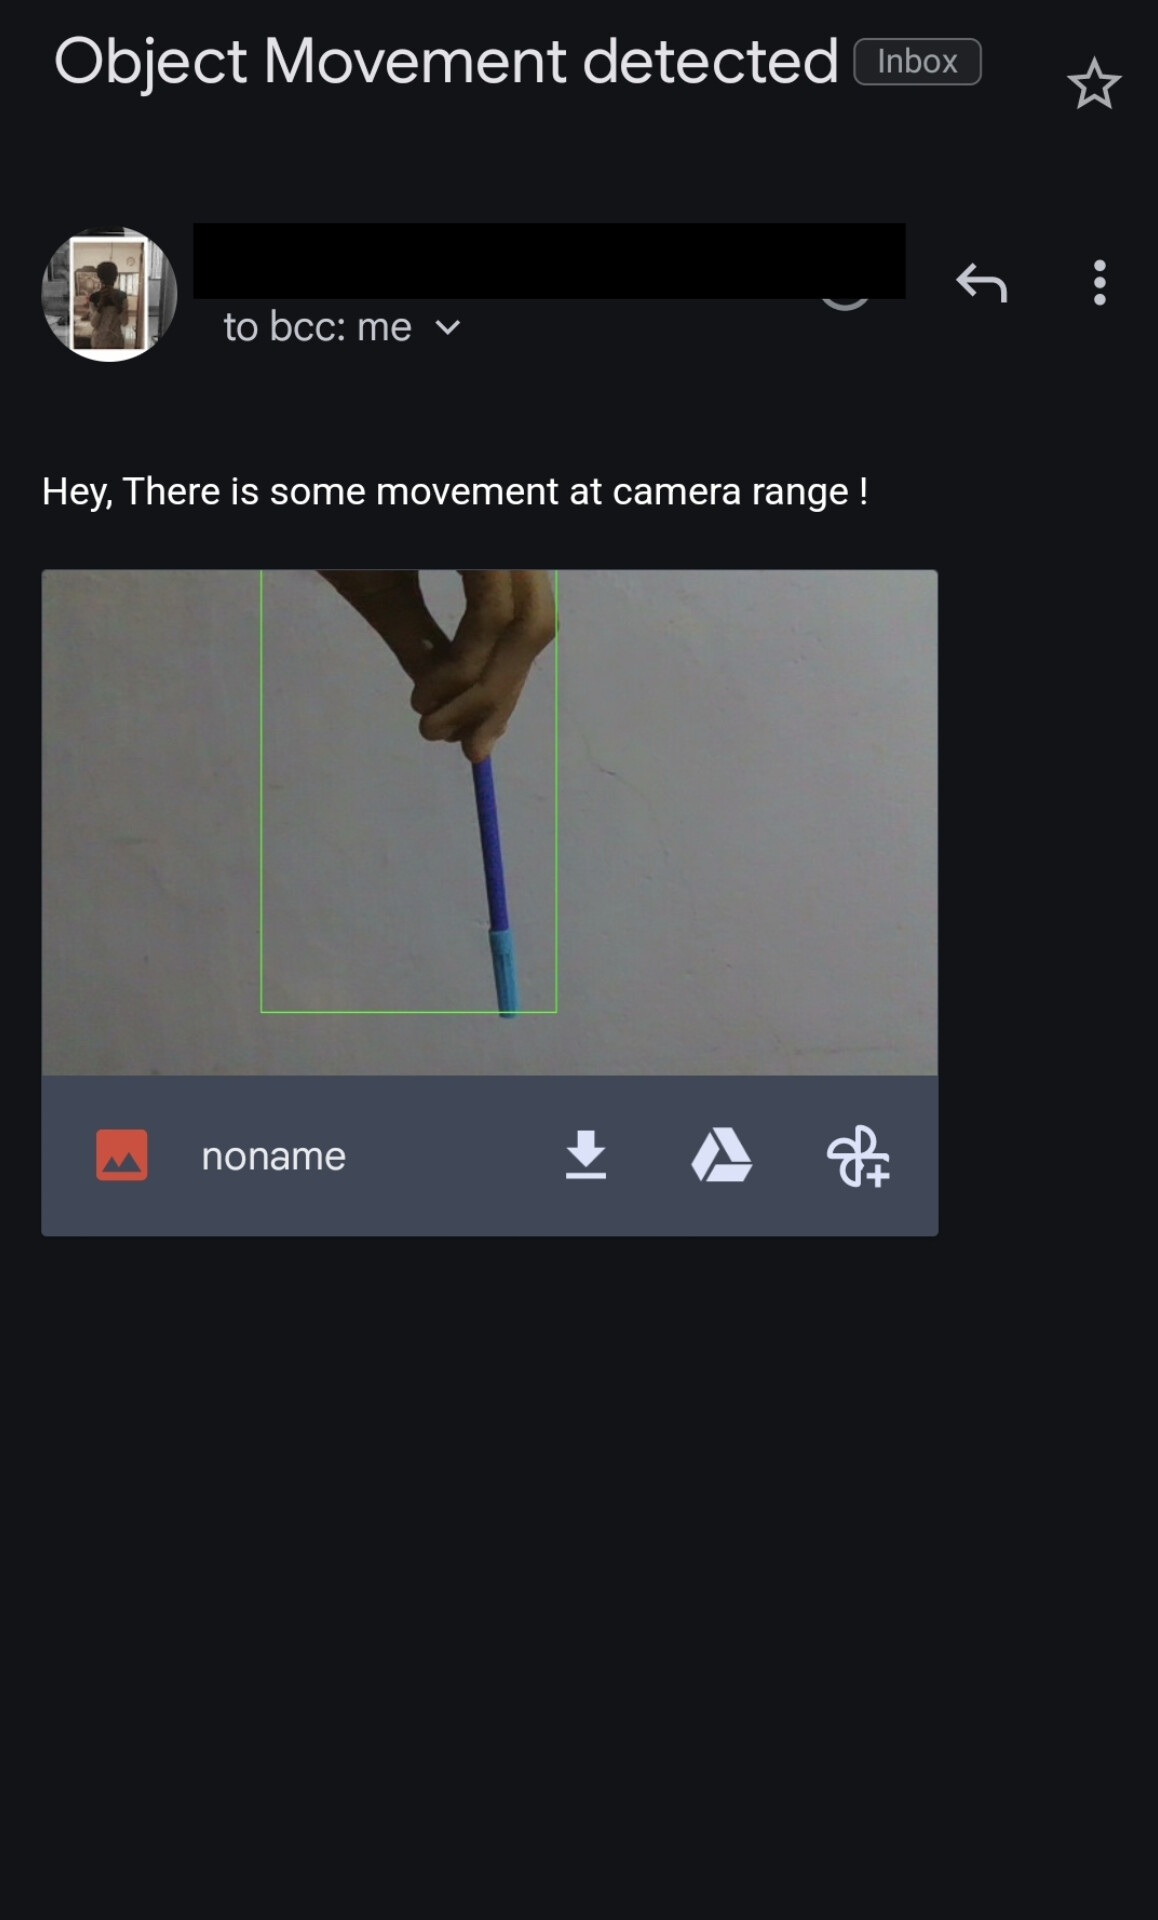 Object Movement detected Inbox
to bcc: me
Hey, There is some movement at camera range !
noname